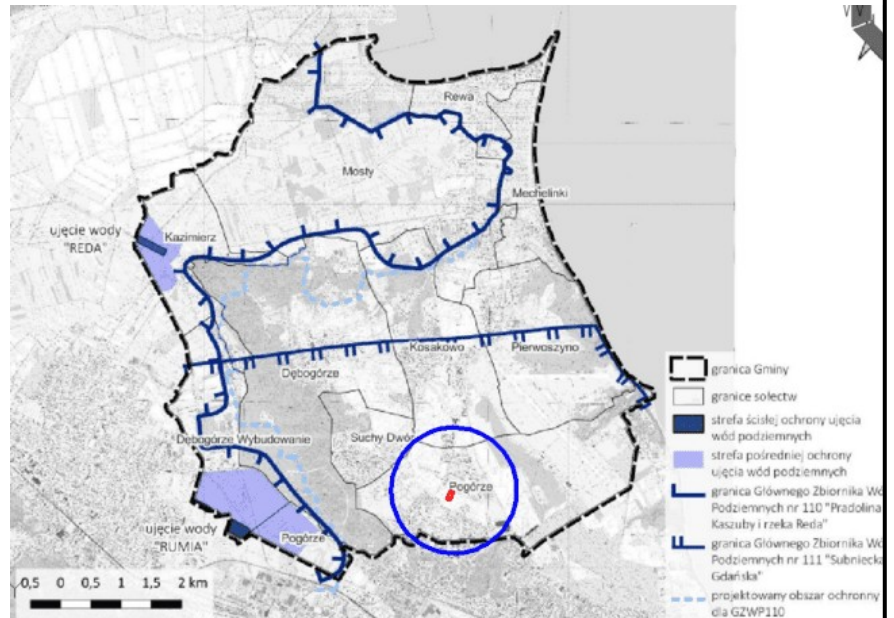 Rewa
Mosty
Mechelinki
ujęcie wody
"REDA"
Kazimierz
Kosakowo
Pierwoszyno
Dębogórze
Dębogórze Wybudowanie
Suchy Dwór
Pogórze
ujęcie wody
"RUMIA"
Pogórze
0,5 0 0,5 1 1,5 2 km
granica Gminy
granice sołectw
strefa ścisłej ochrony ujęcia
wód podziemnych
strefa pośredniej ochrony
ujęcia wód podziemnych
granica Głównego Zbiornika
Podziemnych nr 110 "Pradolina
Kaszuby i rzeka Reda"
granica Głównego Zbiornika
Podziemnych nr 111 "Subniecka
Gdańska"
projektowany obszar ochronny
dla GZWP110